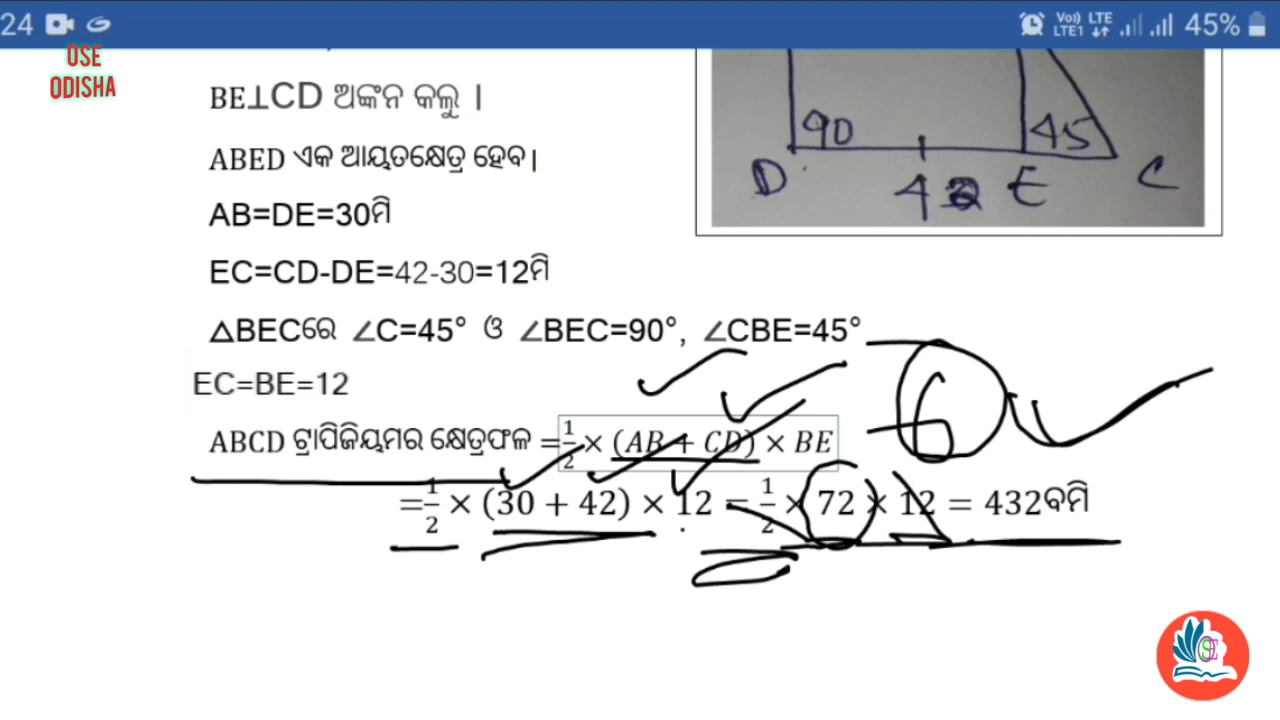 24 Vo) LTE LTE1 45%
OSE
ODISHA
BE⊥CD ଅଙ୍କନ କଲୁ ।
ABED ଏକ ଆୟତକ୍ଷେତ୍ର ହେବ।
AB=DE=30ମି
EC=CD-DE=42-30=12ମି
△BECରେ ∠C=45° ଓ ∠BEC=90°, ∠CBE=45°
EC=BE=12
ABCD ଟ୍ରାପିଜିୟମର କ୍ଷେତ୍ରଫଳ =1/2 × (AB + CD) × BE
=1/2 × (30 + 42) × 12 = 1/2 × 72 × 12 = 432ବମି
90 45
D 42 E C
6